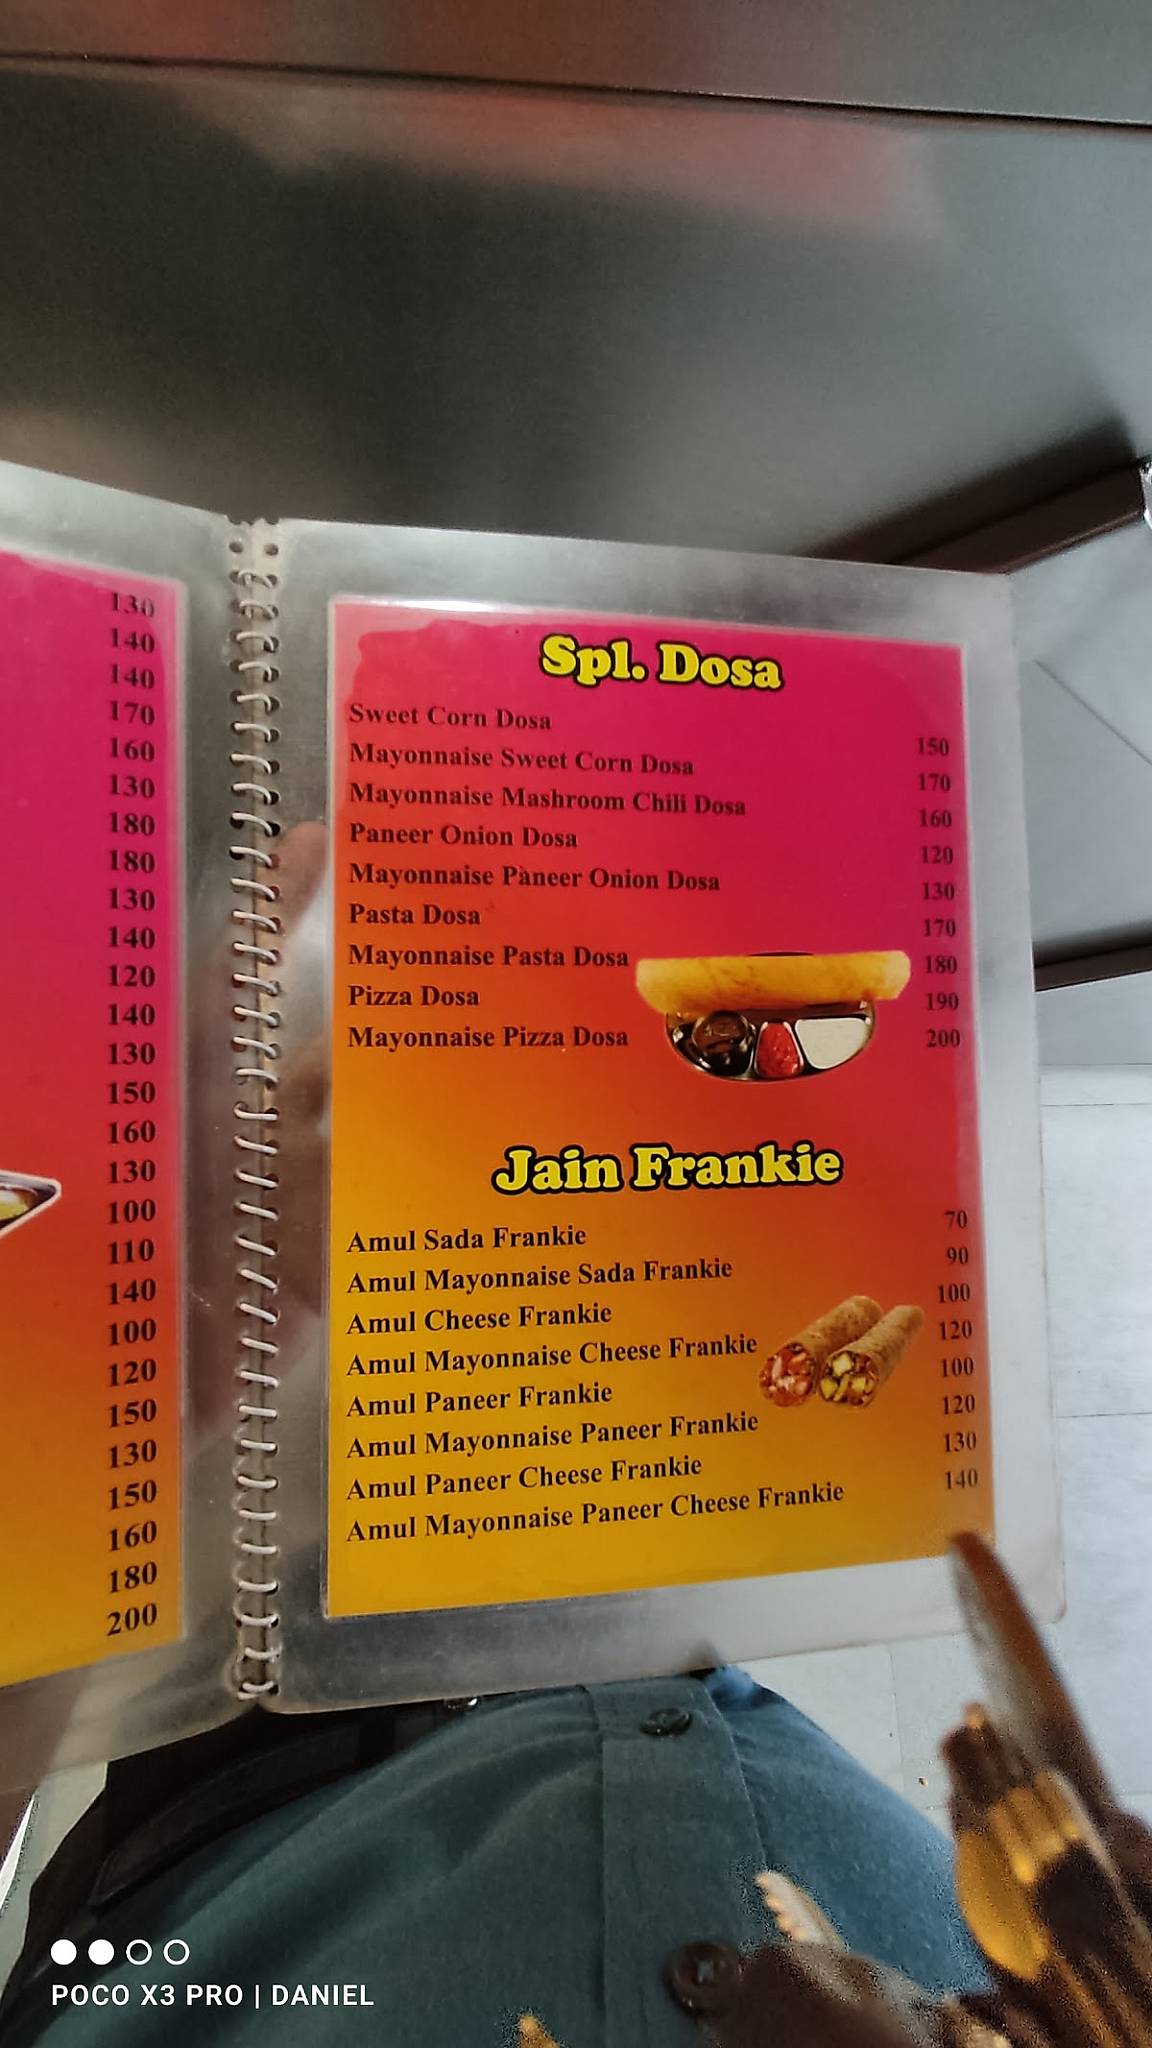 130
140
140
170
160
130
180
180
130
140
120
140
130
150
160
130
100
110
140
100
120
150
130
150
160
180
200
Spl. Dosa
Sweet Corn Dosa 150
Mayonnaise Sweet Corn Dosa 170
Mayonnaise Mashroom Chili Dosa 160
Paneer Onion Dosa 120
Mayonnaise Paneer Onion Dosa 130
Pasta Dosa 170
Mayonnaise Pasta Dosa 180
Pizza Dosa 190
Mayonnaise Pizza Dosa 200
Jain Frankie
Amul Sada Frankie 70
Amul Mayonnaise Sada Frankie 90
Amul Cheese Frankie 100
Amul Mayonnaise Cheese Frankie 120
Amul Paneer Frankie 100
Amul Mayonnaise Paneer Frankie 120
Amul Paneer Cheese Frankie 130
Amul Mayonnaise Paneer Cheese Frankie 140
POCO X3 PRO | DANIEL